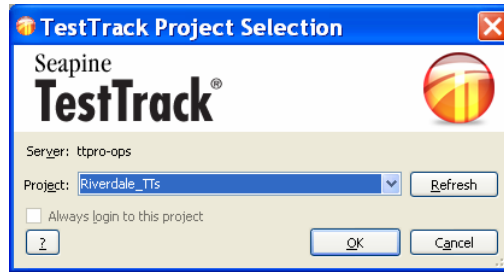 TestTrack Project Selection
Seapine
TestTrack®
Server: ttpro-ops
Project: Riverdale_TTs Refresh
Always login to this project
? OK Cancel